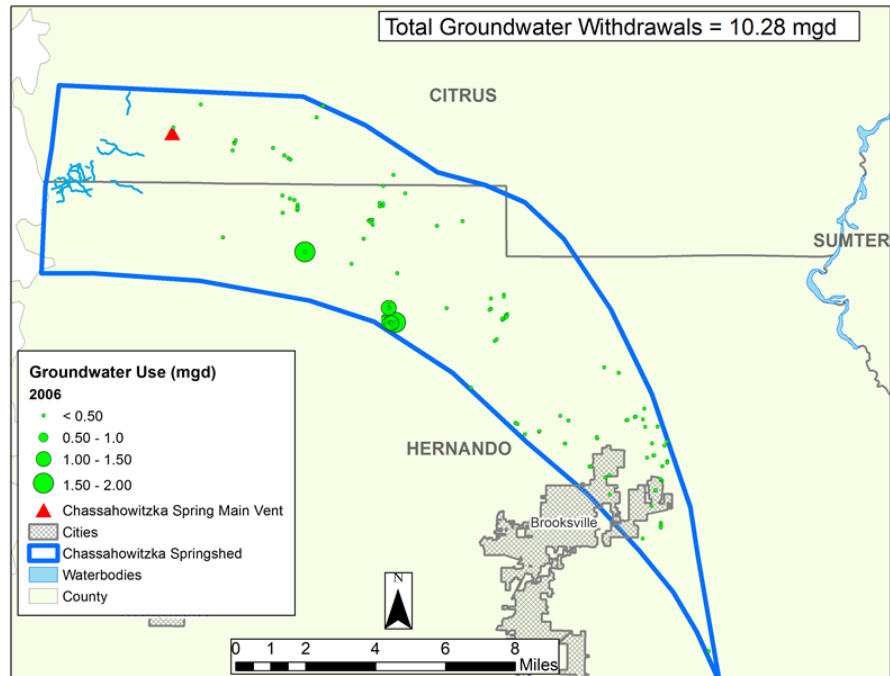 Total Groundwater Withdrawals = 10.28 mgd
CITRUS
SUMTER
HERNANDO
Brooksville
Groundwater Use (mgd)
2006
< 0.50
0.50 - 1.0
1.00 - 1.50
1.50 - 2.00
Chassahowitzka Spring Main Vent
Cities
Chassahowitzka Springshed
Waterbodies
County
N
0 1 2 4 6 8
Miles